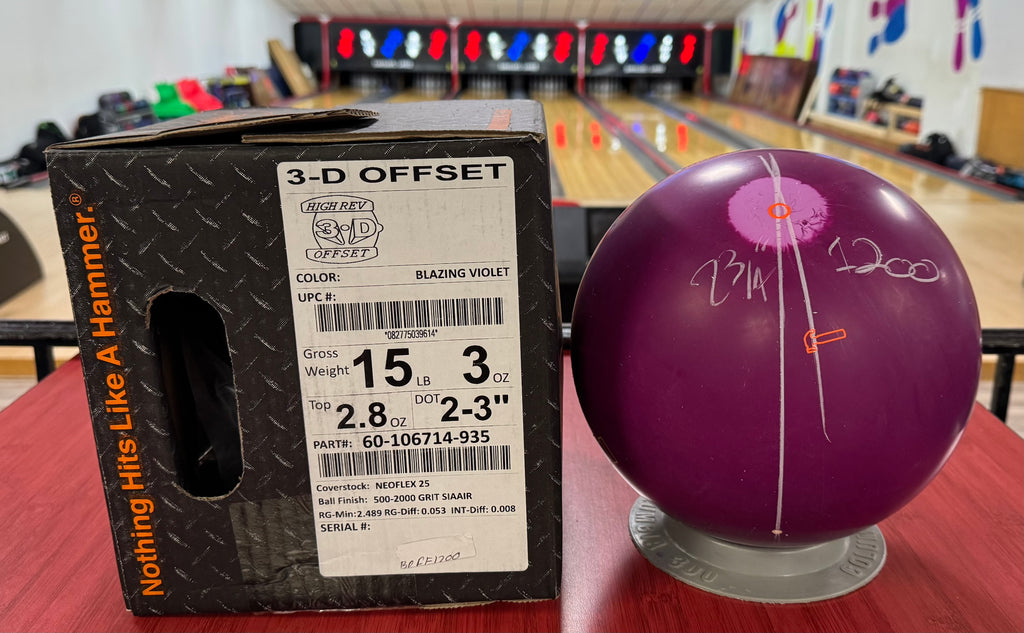 Nothing Hits Like A Hammer.®
3-D OFFSET
HIGH REV
3·D
OFFSET
COLOR: BLAZING VIOLET
UPC #:
*082775039614*
Gross Weight 15 LB 3 OZ
Top 2.8 OZ DOT 2-3"
PART#: 60-106714-935
Coverstock: NEOFLEX 25
Ball Finish: 500-2000 GRIT SIAAIR
RG-Min:2.489 RG-Diff: 0.053 INT-Diff: 0.008
SERIAL #:
1200